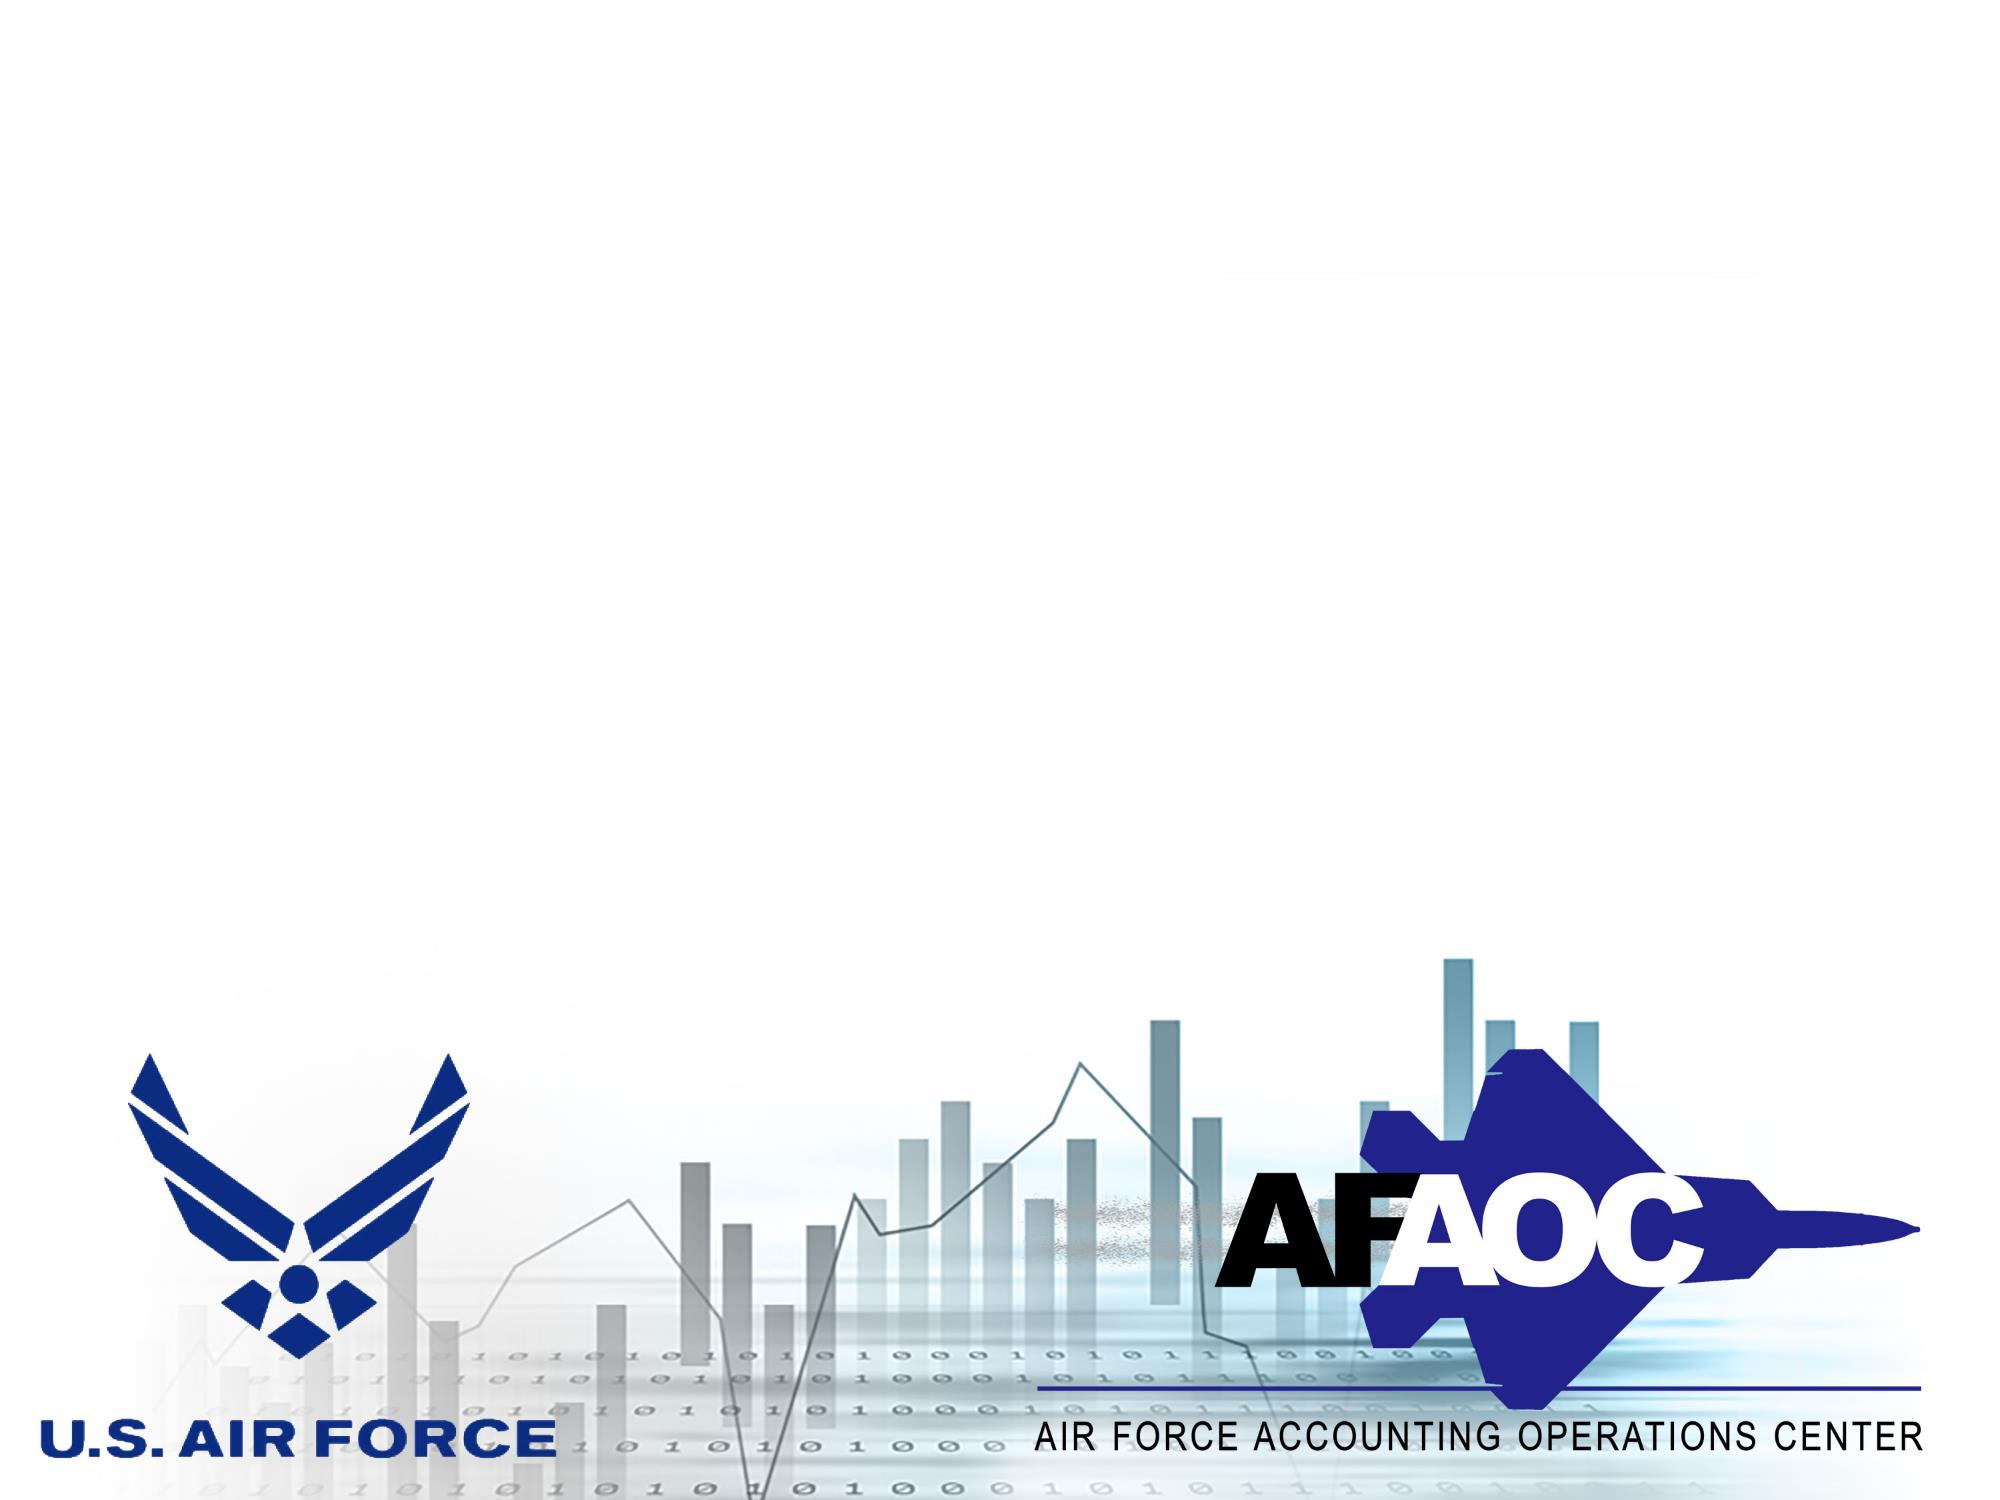 AFAOC
U.S. AIR FORCE
AIR FORCE ACCOUNTING OPERATIONS CENTER